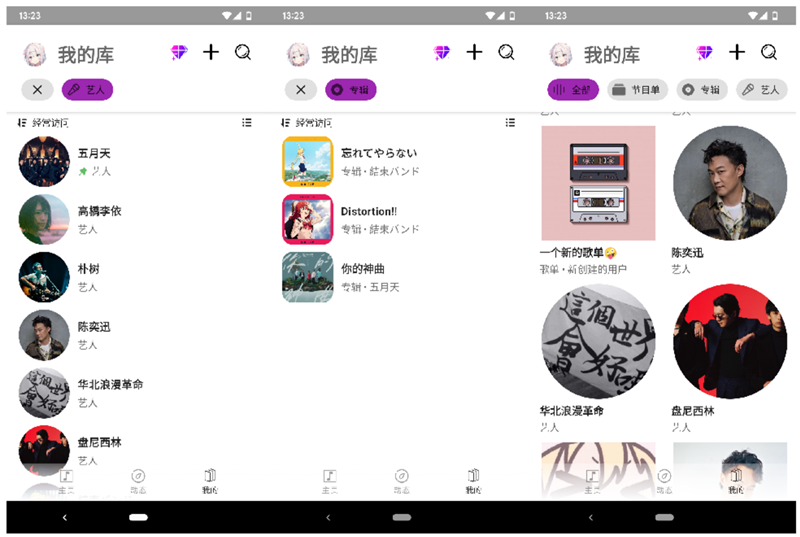 13:23
我的库
艺人
经常访问
五月天
艺人
高橋李依
艺人
朴树
艺人
陈奕迅
艺人
华北浪漫革命
艺人
盘尼西林
艺人
主页
动态
我的
13:23
我的库
专辑
经常访问
忘れてやらない
专辑 • 結束バンド
Distortion!!
专辑 • 結束バンド
你的神曲
专辑 • 五月天
主页
动态
我的
13:23
我的库
全部 节目单 专辑 艺人
一个新的歌单🤪
歌单 • 新创建的用户
陈奕迅
艺人
這個世界會好
华北浪漫革命
艺人
盘尼西林
艺人
主页
动态
我的